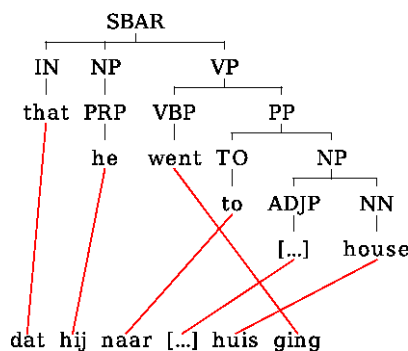 SBAR
IN NP VP
that PRP VBP PP
he went TO NP
to ADJP NN
[...] house
dat hij naar [...] huis ging